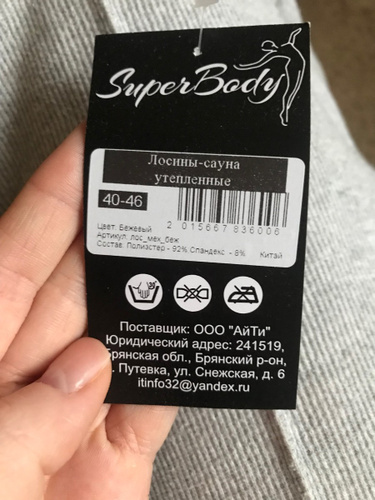 SuperBody
Лосины-сауна
утепленные
40-46
2 015667 836006
Цвет: Бежевый
Артикул: лос_мех_беж
Состав: Полиэстер - 92% Спандекс - 8% Китай
Поставщик: ООО "АйТи"
Юридический адрес: 241519,
Брянская обл., Брянский р-он,
п. Путевка, ул. Снежская, д. 6
itinfo32@yandex.ru